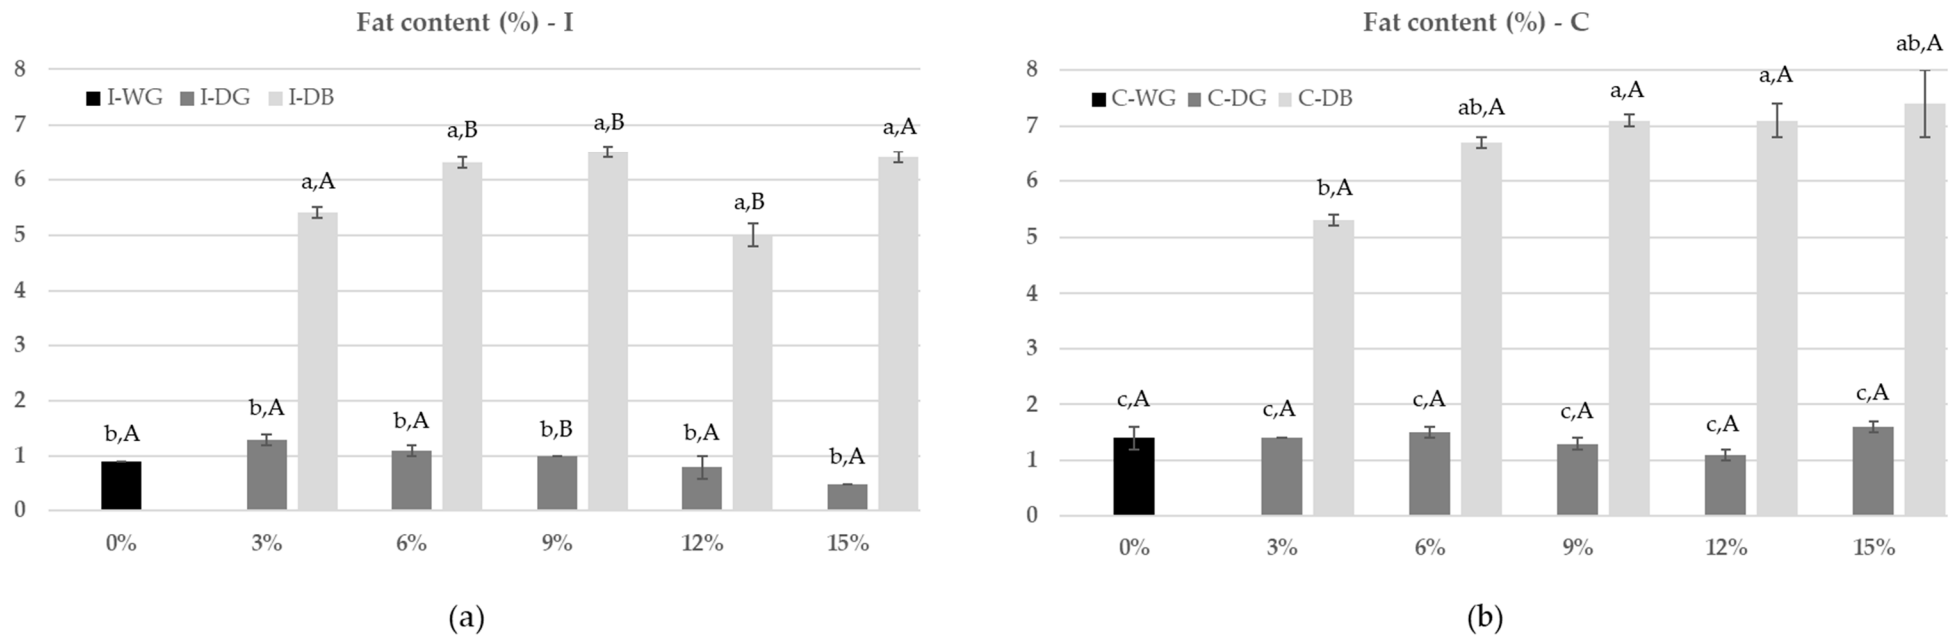 Fat content (%) - I
8
7
6
5
4
3
2
1
0
I-WG I-DG I-DB
b,A
b,A
a,A
b,A
a,B
b,B
a,B
b,A
a,B
b,A
a,A
0% 3% 6% 9% 12% 15%
(a)
Fat content (%) - C
8
7
6
5
4
3
2
1
0
C-WG C-DG C-DB
c,A
c,A
b,A
c,A
ab,A
c,A
a,A
c,A
a,A
c,A
ab,A
0% 3% 6% 9% 12% 15%
(b)